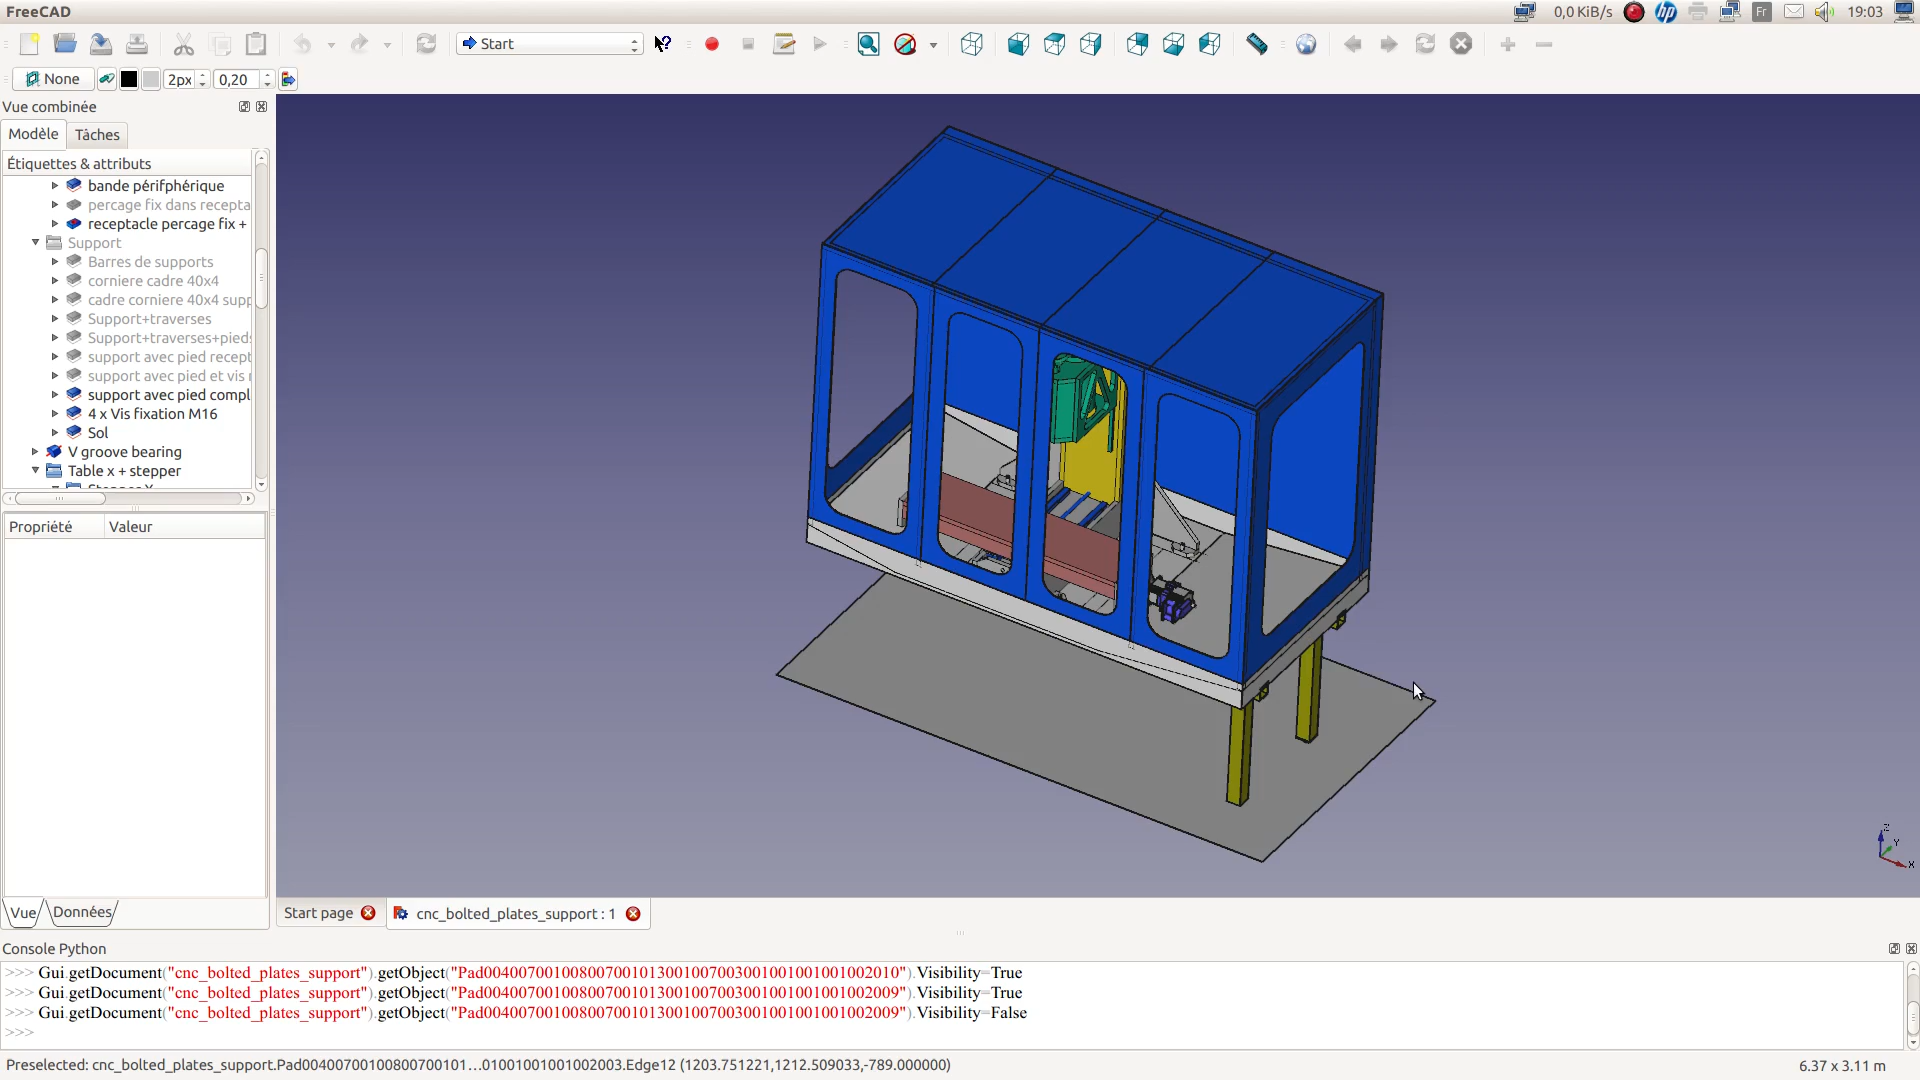 FreeCAD
0,0 KiB/s
Fr
19:03
Start
None
2px
0,20
Vue combinée
Modèle
Tâches
Étiquettes & attributs
bande périfphérique
percage fix dans recepta
receptacle percage fix +
Support
Barres de supports
corniere cadre 40x4
cadre corniere 40x4 supp
Support+traverses
Support+traverses+pieds
support avec pied recept
support avec pied et vis r
support avec pied compl
4 x Vis fixation M16
Sol
V groove bearing
Table x + stepper
Propriété
Valeur
Z
Y
X
Vue
Données
Start page
cnc_bolted_plates_support : 1
Console Python
>>> Gui.getDocument("cnc_bolted_plates_support").getObject("Pad004007001008007001013001007003001001001001002010").Visibility=True
>>> Gui.getDocument("cnc_bolted_plates_support").getObject("Pad004007001008007001013001007003001001001001002009").Visibility=True
>>> Gui.getDocument("cnc_bolted_plates_support").getObject("Pad004007001008007001013001007003001001001001002009").Visibility=False
>>>
Preselected: cnc_bolted_plates_support.Pad00400700100800700101...01001001001002003.Edge12 (1203.751221,1212.509033,-789.000000)
6.37 x 3.11 m